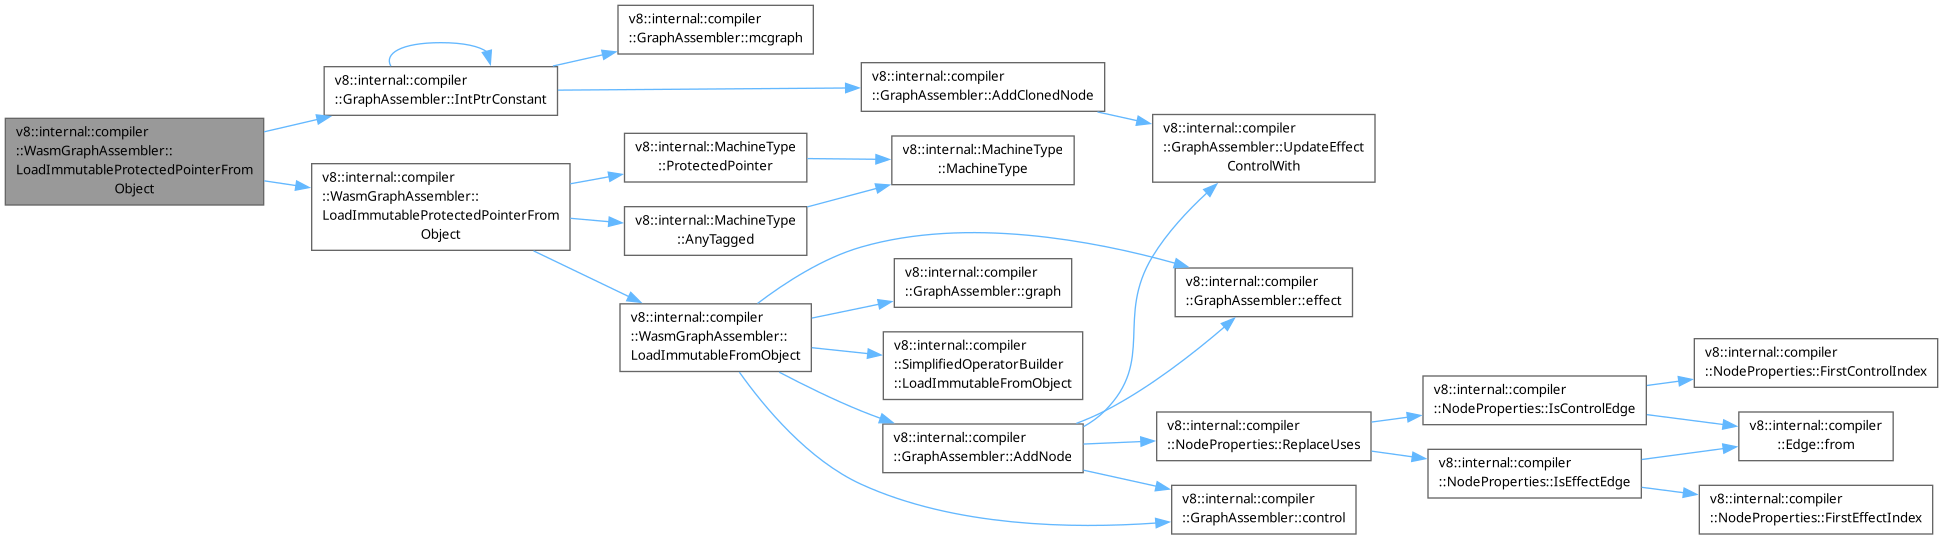 v8::internal::compiler
::WasmGraphAssembler::
LoadImmutableProtectedPointerFrom
Object
v8::internal::compiler
::GraphAssembler::IntPtrConstant
v8::internal::compiler
::GraphAssembler::mcgraph
v8::internal::compiler
::GraphAssembler::AddClonedNode
v8::internal::compiler
::GraphAssembler::UpdateEffect
ControlWith
v8::internal::compiler
::WasmGraphAssembler::
LoadImmutableProtectedPointerFrom
Object
v8::internal::MachineType
::ProtectedPointer
v8::internal::MachineType
::MachineType
v8::internal::MachineType
::AnyTagged
v8::internal::compiler
::WasmGraphAssembler::
LoadImmutableFromObject
v8::internal::compiler
::GraphAssembler::graph
v8::internal::compiler
::GraphAssembler::effect
v8::internal::compiler
::SimplifiedOperatorBuilder
::LoadImmutableFromObject
v8::internal::compiler
::GraphAssembler::AddNode
v8::internal::compiler
::NodeProperties::ReplaceUses
v8::internal::compiler
::GraphAssembler::control
v8::internal::compiler
::NodeProperties::IsControlEdge
v8::internal::compiler
::NodeProperties::IsEffectEdge
v8::internal::compiler
::NodeProperties::FirstControlIndex
v8::internal::compiler
::Edge::from
v8::internal::compiler
::NodeProperties::FirstEffectIndex